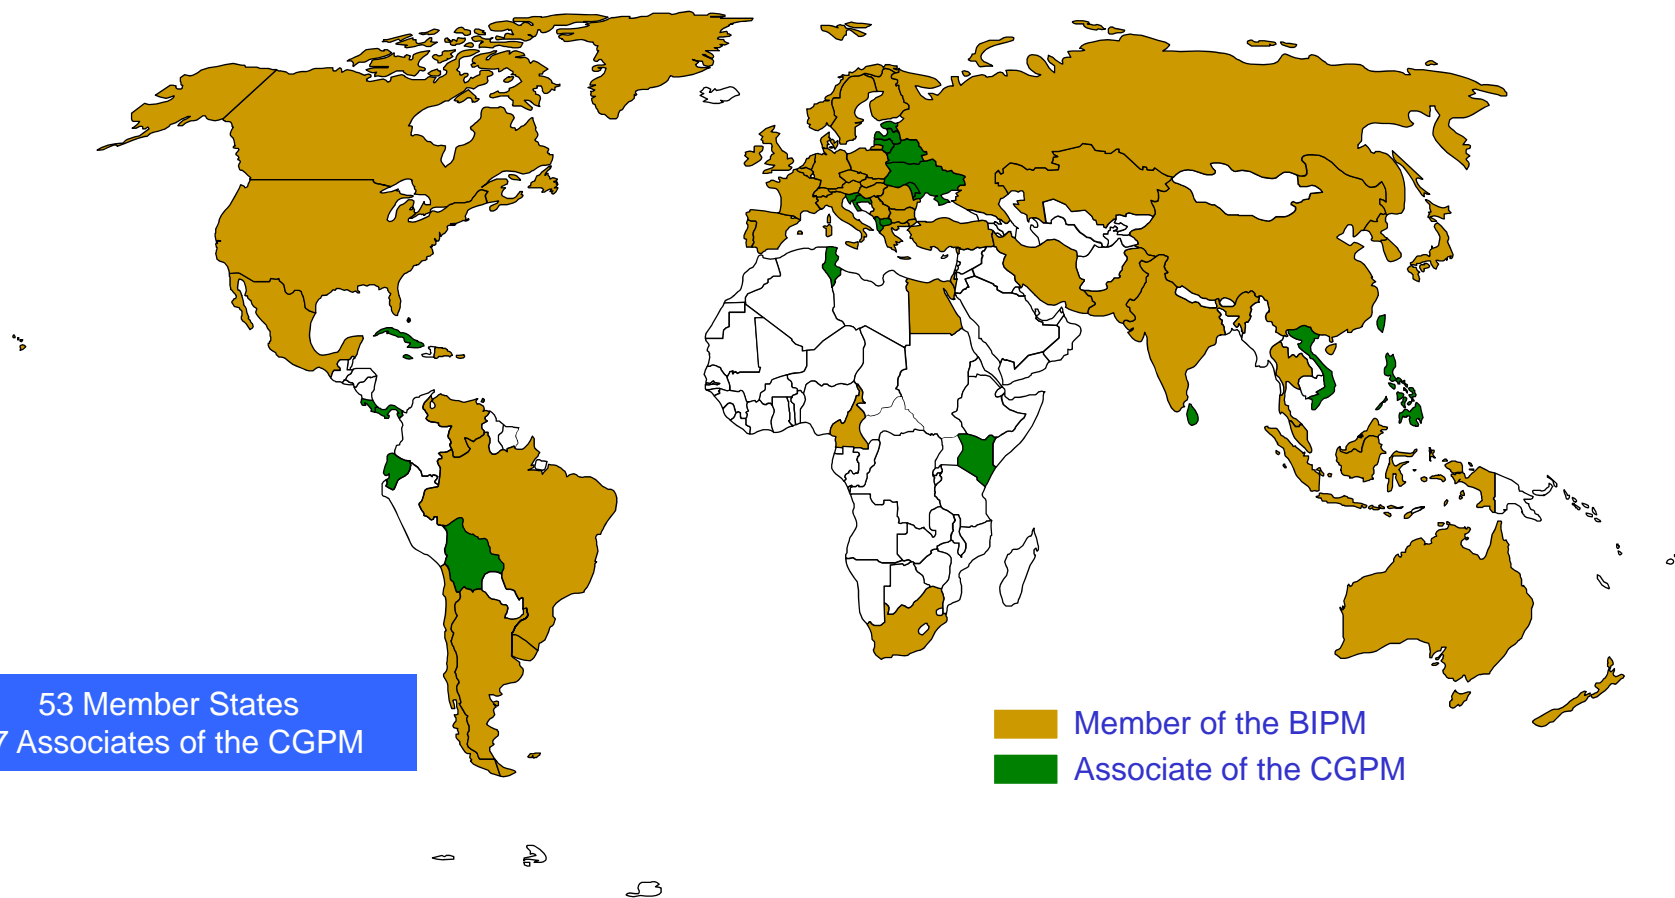 53 Member States
7 Associates of the CGPM
Member of the BIPM
Associate of the CGPM